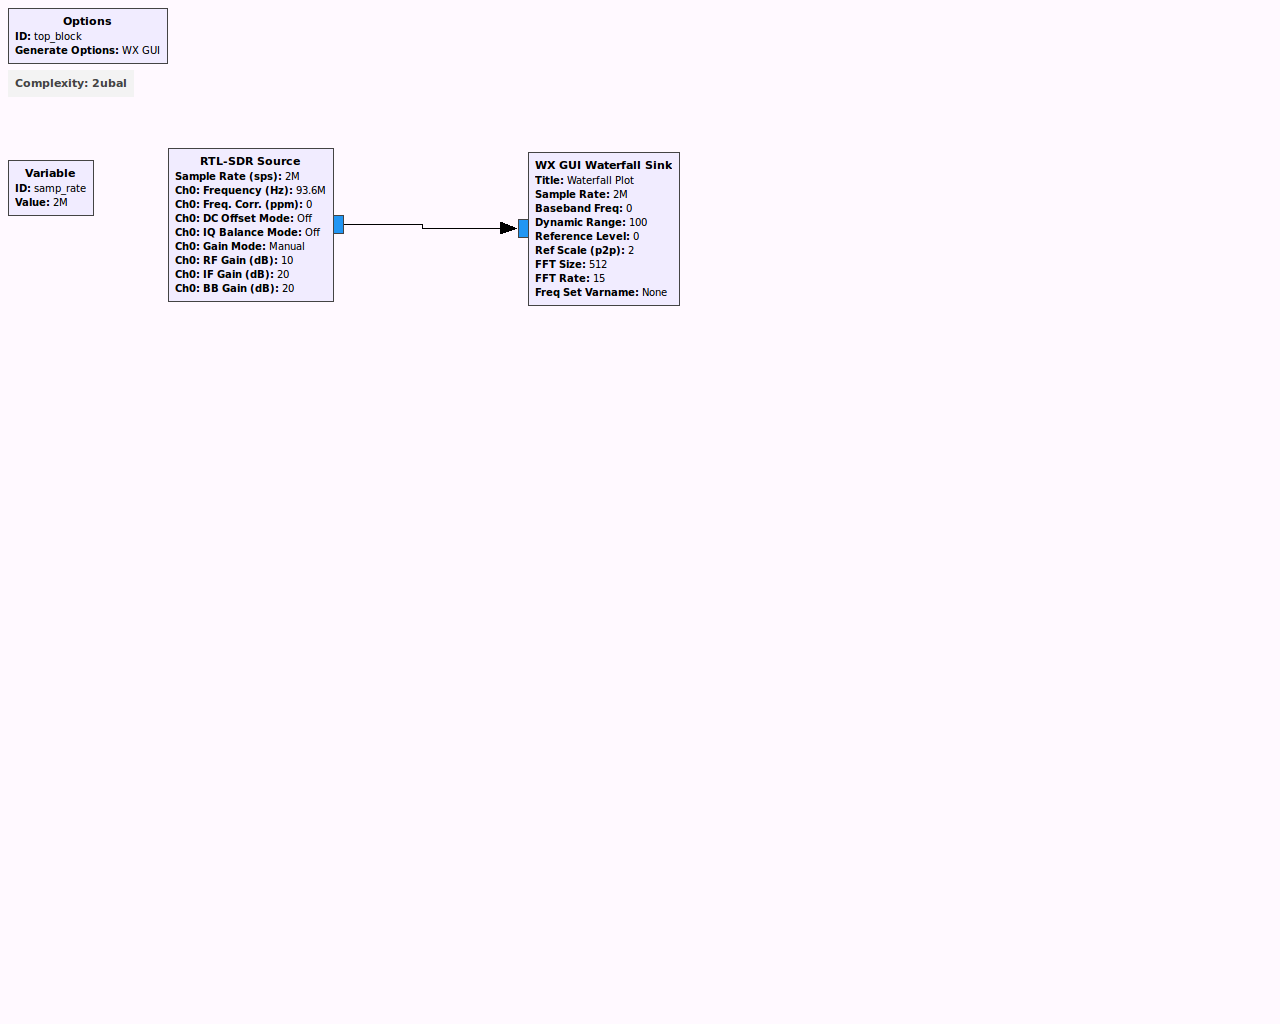 Options
ID: top_block
Generate Options: WX GUI
Complexity: 2ubal
Variable
ID: samp_rate
Value: 2M
RTL-SDR Source
Sample Rate (sps): 2M
Ch0: Frequency (Hz): 93.6M
Ch0: Freq. Corr. (ppm): 0
Ch0: DC Offset Mode: Off
Ch0: IQ Balance Mode: Off
Ch0: Gain Mode: Manual
Ch0: RF Gain (dB): 10
Ch0: IF Gain (dB): 20
Ch0: BB Gain (dB): 20
WX GUI Waterfall Sink
Title: Waterfall Plot
Sample Rate: 2M
Baseband Freq: 0
Dynamic Range: 100
Reference Level: 0
Ref Scale (p2p): 2
FFT Size: 512
FFT Rate: 15
Freq Set Varname: None